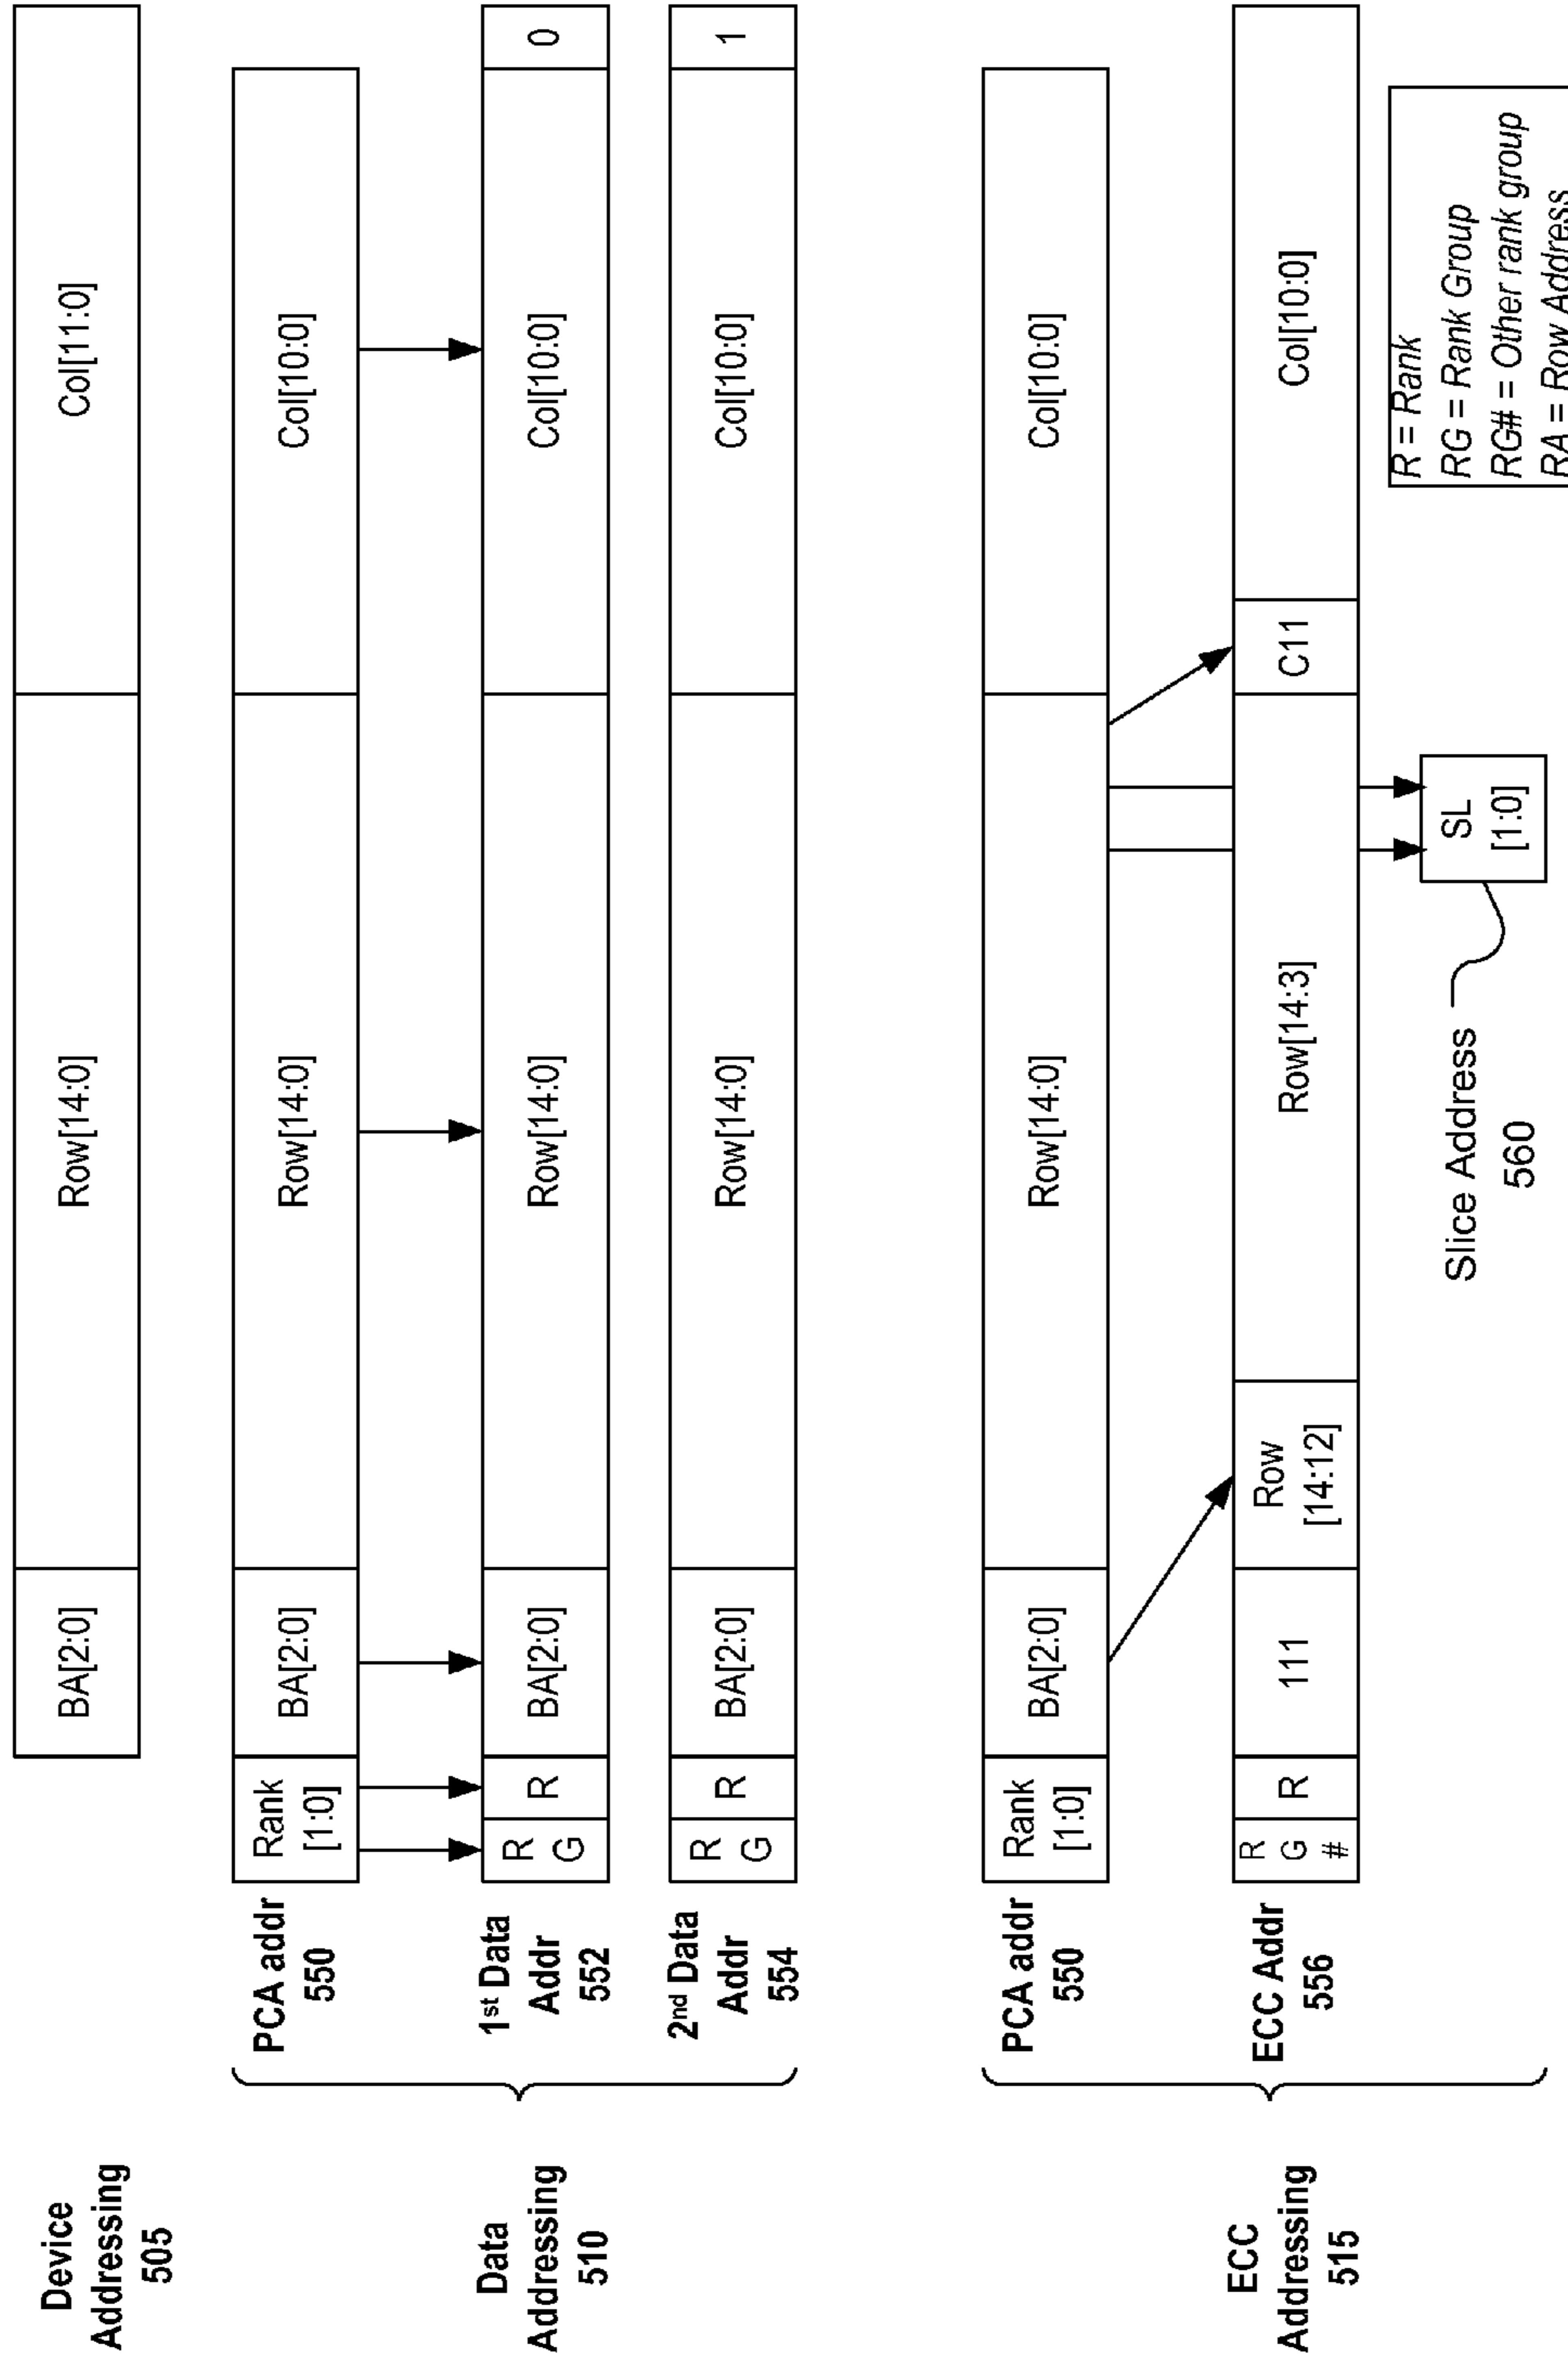 Device
Addressing
505
BA[2:0]
Row[14:0]
Col[11:0]
Data
Addressing
510
PCA addr
550
Rank
[1:0]
BA[2:0]
Row[14:0]
Col[10:0]
1st Data
Addr
552
R
G
R
BA[2:0]
Row[14:0]
Col[10:0]
0
2nd Data
Addr
554
R
G
R
BA[2:0]
Row[14:0]
Col[10:0]
1
ECC
Addressing
515
PCA addr
550
Rank
[1:0]
BA[2:0]
Row[14:0]
Col[10:0]
ECC Addr
556
R
G
#
R
111
Row
[14:12]
Row[14:3]
C11
Col[10:0]
Slice Address
560
SL
[1:0]
R = Rank
RG = Rank Group
RG# = Other rank group
RA = Row Address